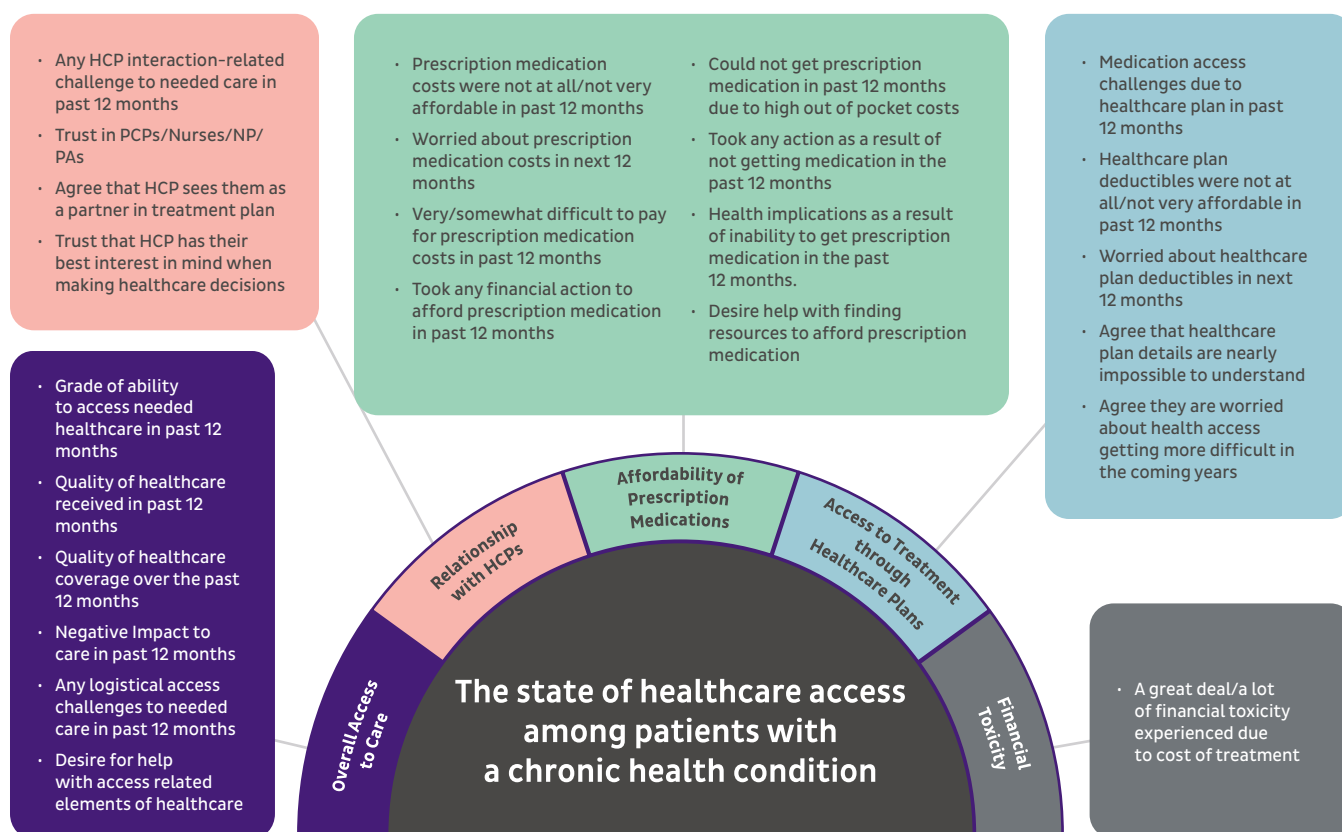 · Any HCP interaction-related
challenge to needed care in
past 12 months
· Trust in PCPs/Nurses/NP/
PAs
· Agree that HCP sees them as
a partner in treatment plan
· Trust that HCP has their
best interest in mind when
making healthcare decisions
· Prescription medication
costs were not at all/not very
affordable in past 12 months
· Worried about prescription
medication costs in next 12
months
· Very/somewhat difficult to pay
for prescription medication
costs in past 12 months
· Took any financial action to
afford prescription medication
in past 12 months
· Could not get prescription
medication in past 12 months
due to high out of pocket costs
· Took any action as a result of
not getting medication in the
past 12 months
· Health implications as a result
of inability to get prescription
medication in the past
12 months.
· Desire help with finding
resources to afford prescription
medication
· Medication access
challenges due to
healthcare plan in past
12 months
· Healthcare plan
deductibles were not at
all/not very affordable in
past 12 months
· Worried about healthcare
plan deductibles in next
12 months
· Agree that healthcare
plan details are nearly
impossible to understand
· Agree they are worried
about health access
getting more difficult in
the coming years
· Grade of ability
to access needed
healthcare in past 12
months
· Quality of healthcare
received in past 12
months
· Quality of healthcare
coverage over the past
12 months
· Negative Impact to
care in past 12 months
· Any logistical access
challenges to needed
care in past 12 months
· Desire for help
with access related
elements of healthcare
Overall Access
to Care
Relationship
with HCPs
Affordability of
Prescription
Medications
Access to Treatment
through
Healthcare Plans
Financial
Toxicity
The state of healthcare access
among patients with
a chronic health condition
· A great deal/a lot
of financial toxicity
experienced due
to cost of treatment